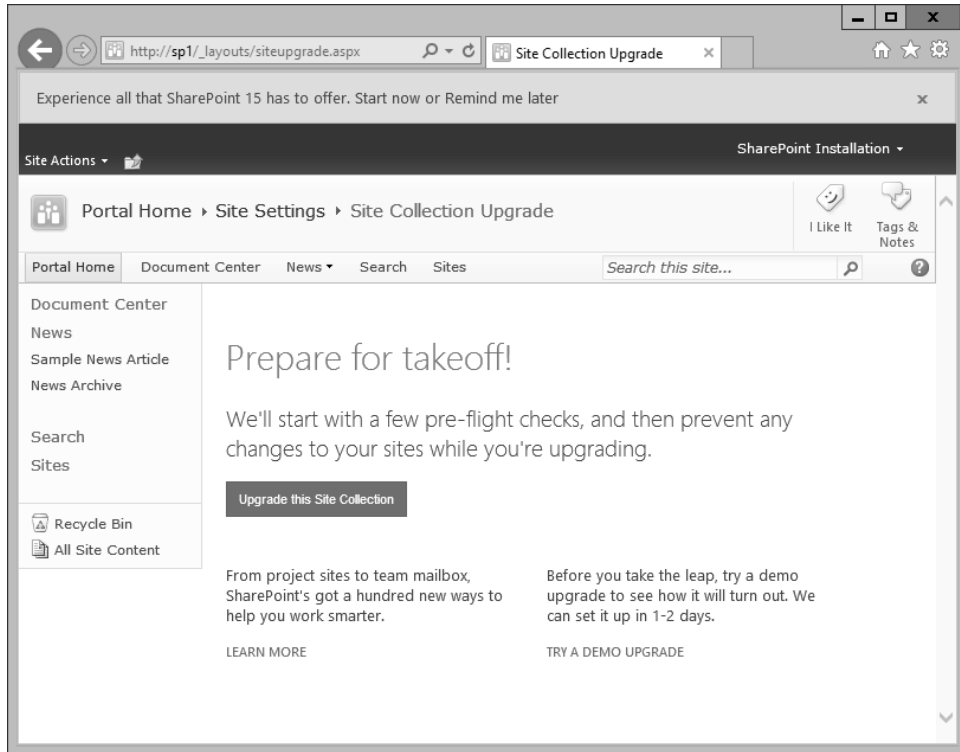 http://sp1/_layouts/siteupgrade.aspx
Site Collection Upgrade
Experience all that SharePoint 15 has to offer. Start now or Remind me later
SharePoint Installation
Site Actions
Portal Home Site Settings Site Collection Upgrade
I Like It
Tags &
Notes
Portal Home Document Center News Search Sites Search this site...
Document Center
News
Sample News Article
News Archive
Search
Sites
Recycle Bin
All Site Content
Prepare for takeoff!
We'll start with a few pre-flight checks, and then prevent any
changes to your sites while you're upgrading.
Upgrade this Site Collection
From project sites to team mailbox,
SharePoint's got a hundred new ways to
help you work smarter.
LEARN MORE
Before you take the leap, try a demo
upgrade to see how it will turn out. We
can set it up in 1-2 days.
TRY A DEMO UPGRADE